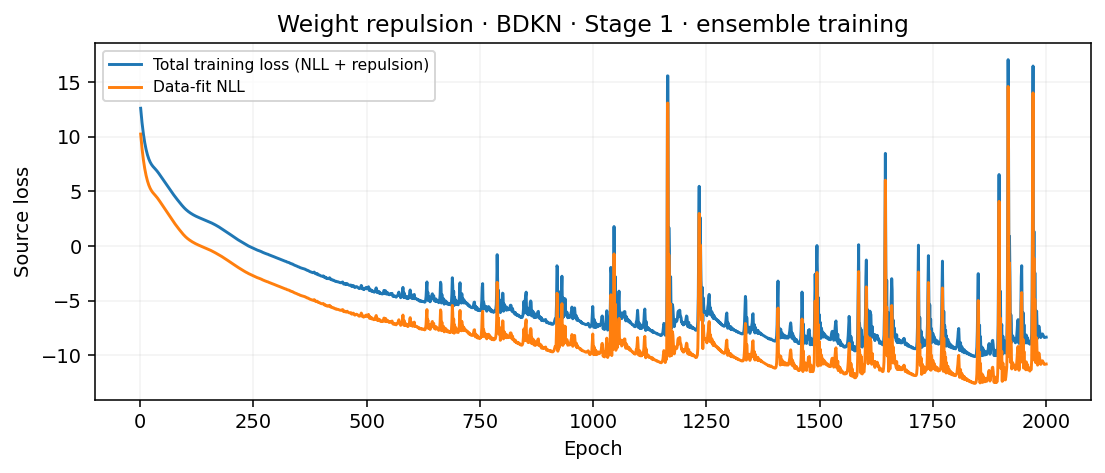 Weight repulsion · BDKN · Stage 1 · ensemble training
Total training loss (NLL + repulsion)
Data-fit NLL
Source loss
15
10
5
0
−5
−10
0 250 500 750 1000 1250 1500 1750 2000
Epoch